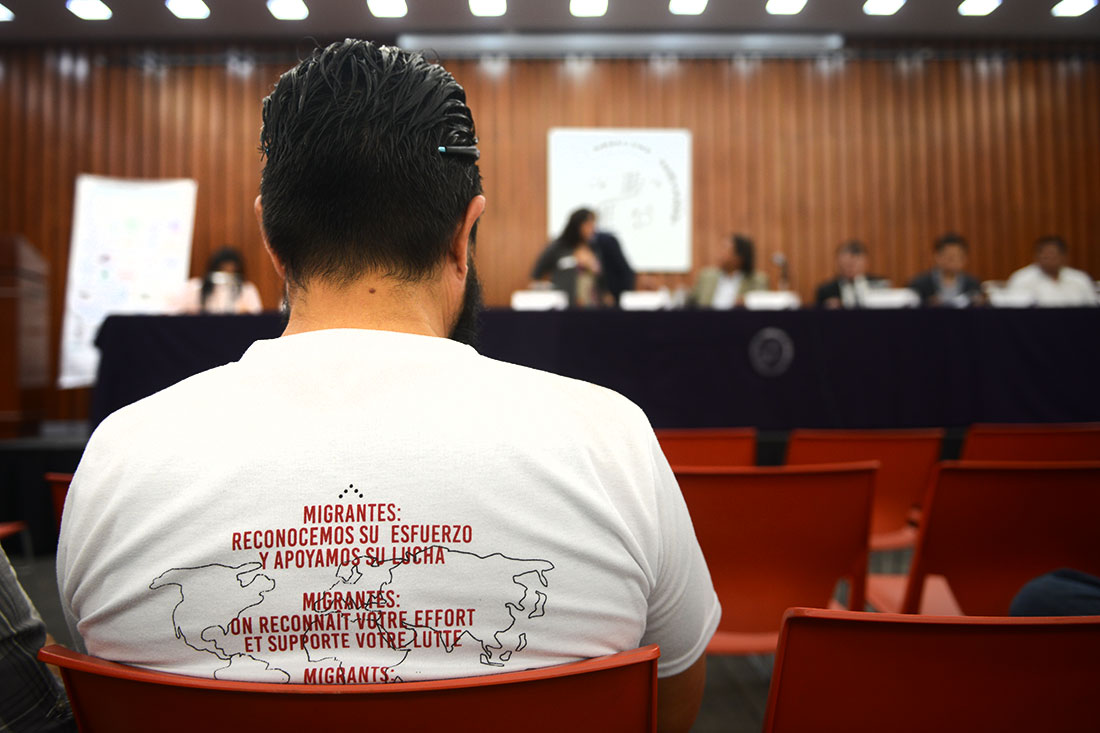 MIGRANTES:
RECONOCEMOS SU ESFUERZO
Y APOYAMOS SU LUCHA
MIGRANTES:
ON RECONNAÎT VOTRE EFFORT
ET SUPPORTE VOTRE LUTTE
MIGRANTS: